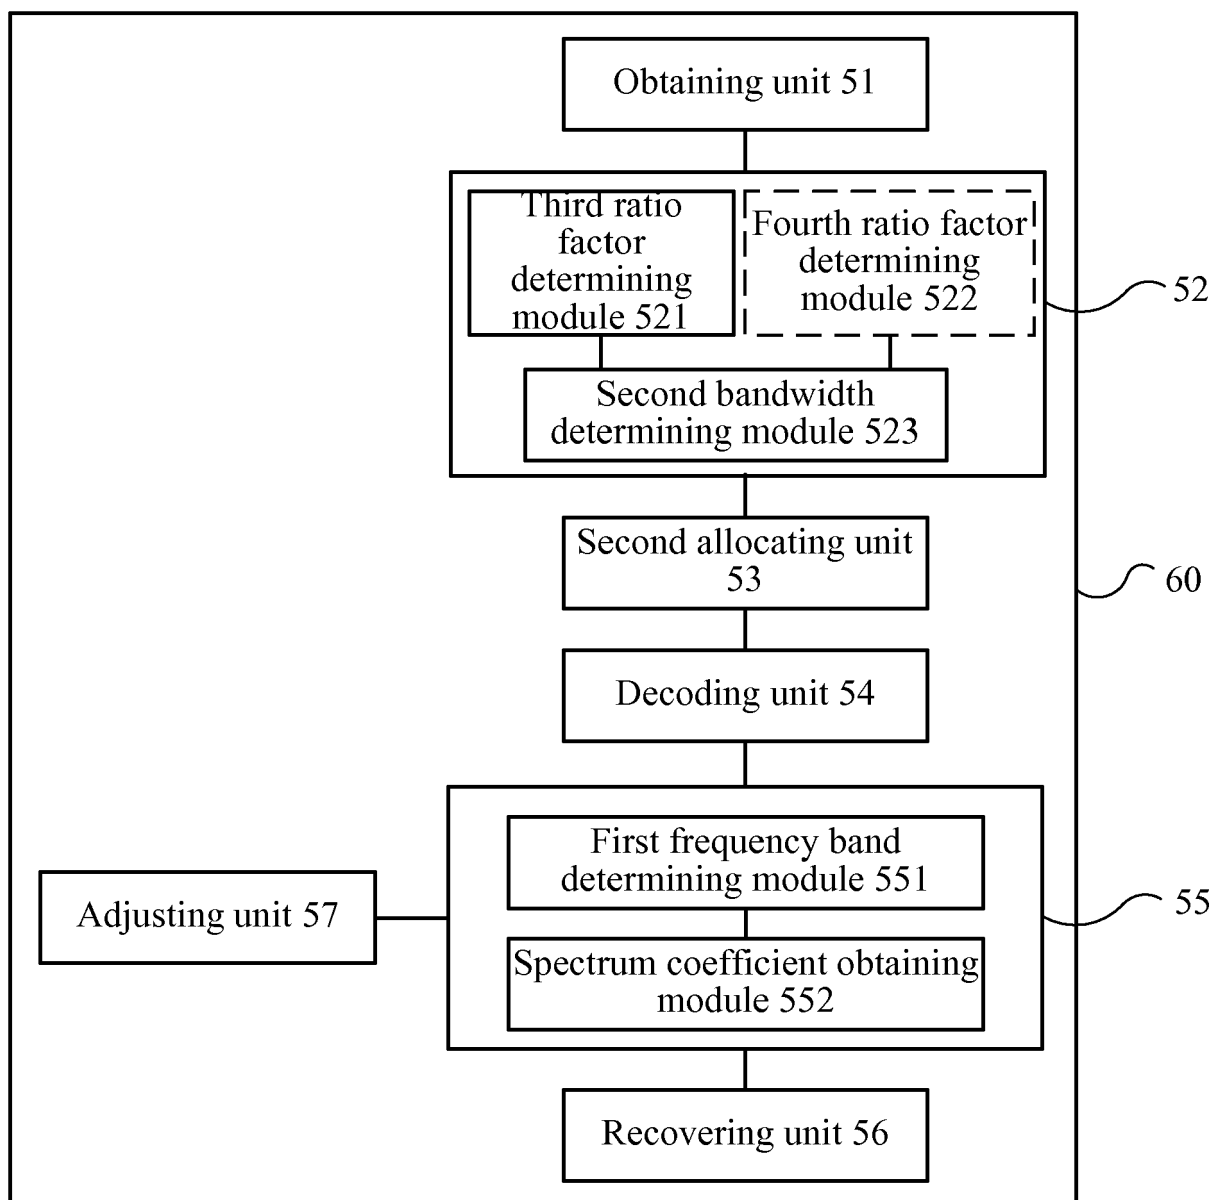 Obtaining unit 51
Third ratio
factor
determining
module 521
Fourth ratio factor
determining
module 522
52
Second bandwidth
determining module 523
Second allocating unit
53
60
Decoding unit 54
First frequency band
determining module 551
55
Adjusting unit 57
Spectrum coefficient obtaining
module 552
Recovering unit 56